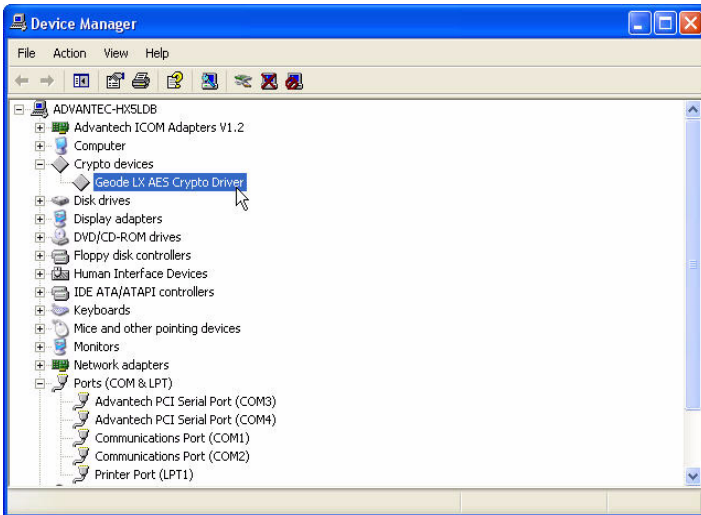 Device Manager
File Action View Help
ADVANTEC-HX5LDB
Advantech ICOM Adapters V1.2
Computer
Crypto devices
Geode LX AES Crypto Driver
Disk drives
Display adapters
DVD/CD-ROM drives
Floppy disk controllers
Human Interface Devices
IDE ATA/ATAPI controllers
Keyboards
Mice and other pointing devices
Monitors
Network adapters
Ports (COM & LPT)
Advantech PCI Serial Port (COM3)
Advantech PCI Serial Port (COM4)
Communications Port (COM1)
Communications Port (COM2)
Printer Port (LPT1)